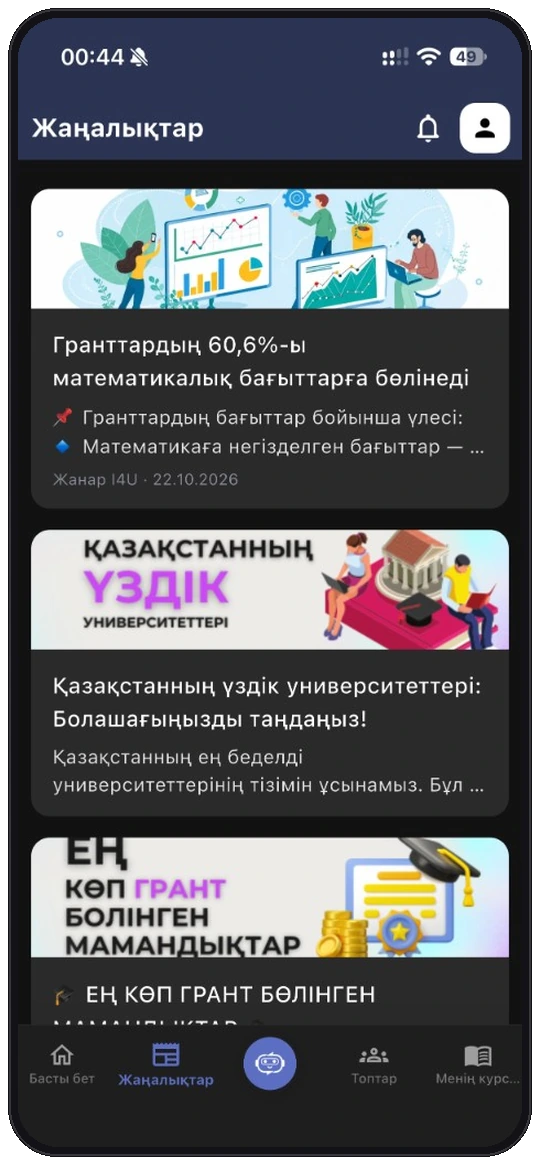 00:44
49
Жаңалықтар
Гранттардың 60,6%-ы
математикалық бағыттарға бөлінеді
📌 Гранттардың бағыттар бойынша үлесі:
🔹 Математикаға негізделген бағыттар — ...
Жанар I4U · 22.10.2026
ҚАЗАҚСТАННЫҢ
ҮЗДІК
УНИВЕРСИТЕТТЕРІ
Қазақстанның үздік университеттері:
Болашағыңызды таңдаңыз!
Қазақстанның ең беделді
университеттерінің тізімін ұсынамыз. Бұл ...
ЕҢ
КӨП ГРАНТ
БОЛІНГЕН
МАМАНДЫҚТАР
🎓 ЕҢ КӨП ГРАНТ БӨЛІНГЕН
МАМАНДЫҚТАР
Басты бет
Жаңалықтар
Топтар
Менің курс...